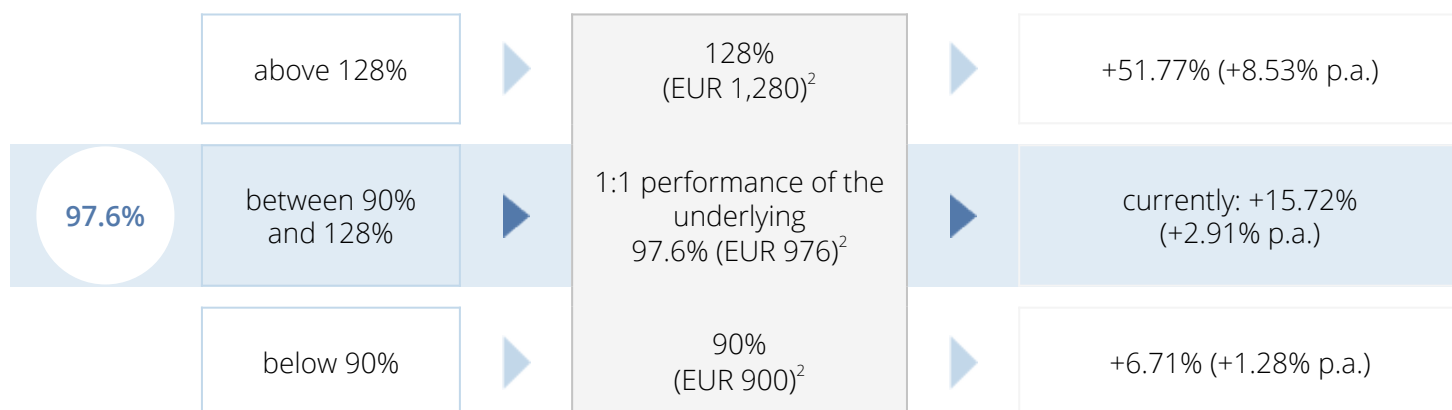 above 128%
128%
(EUR 1,280)2
+51.77% (+8.53% p.a.)
97.6%
between 90%
and 128%
1:1 performance of the
underlying
97.6% (EUR 976)2
currently: +15.72%
(+2.91% p.a.)
below 90%
90%
(EUR 900)2
+6.71% (+1.28% p.a.)